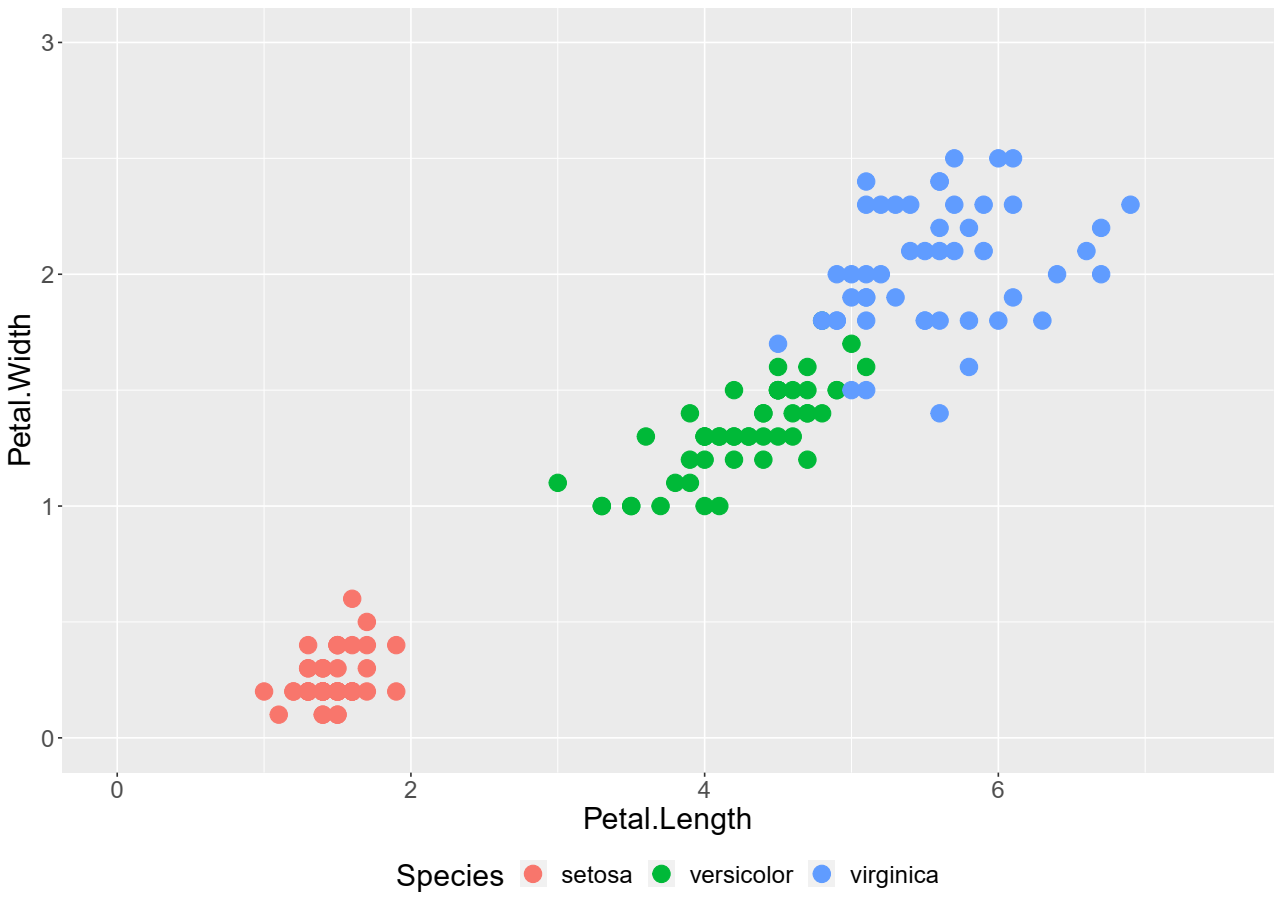 3
2
1
0
Petal.Width
0 2 4 6
Petal.Length
Species setosa versicolor virginica